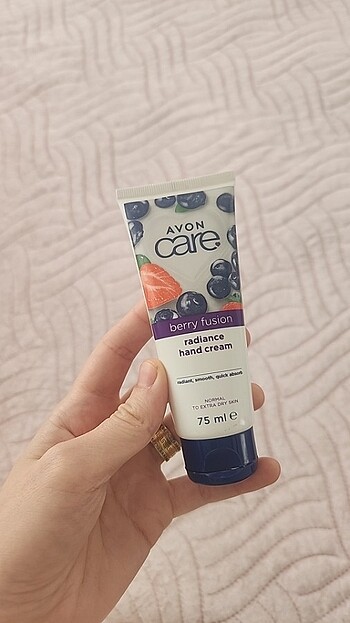 AVON
care.
berry fusion
radiance
hand cream
radiant, smooth, quick absorb
NORMAL
TO EXTRA DRY SKIN
75 ml ℮